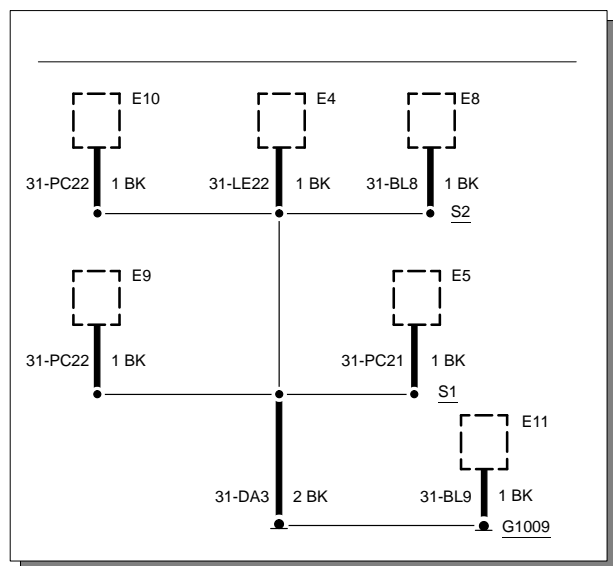 E10 E4 E8
31-PC22 1 BK 31-LE22 1 BK 31-BL8 1 BK
S2
E9 E5
31-PC22 1 BK 31-PC21 1 BK
S1
E11
31-DA3 2 BK 31-BL9 1 BK
G1009